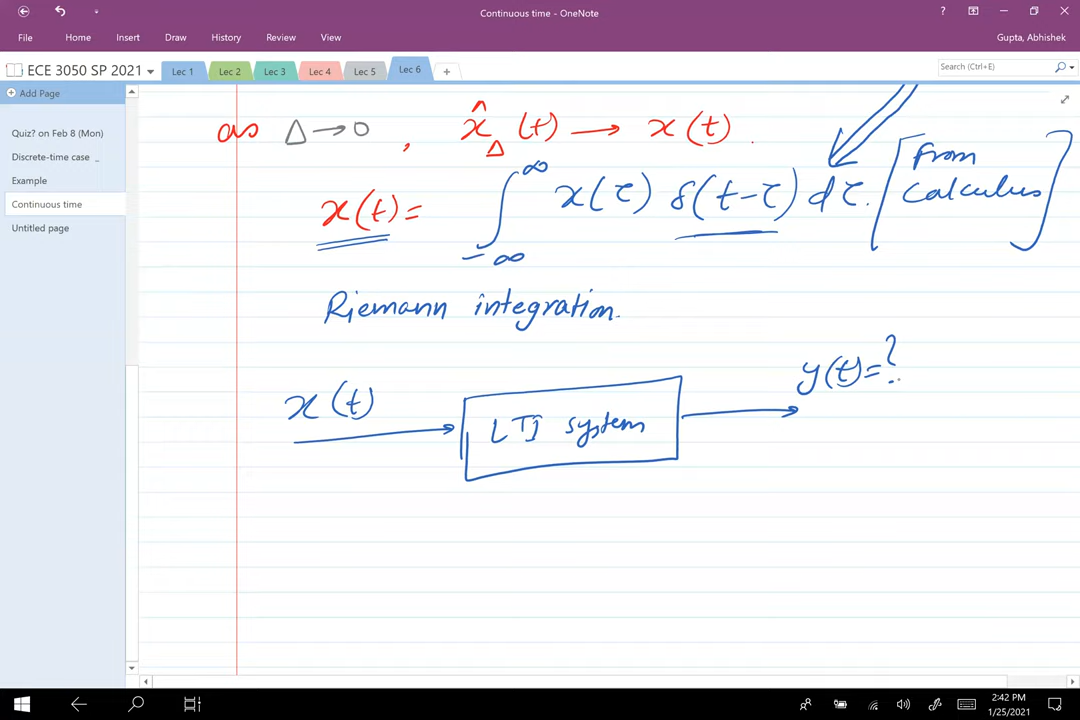 Continuous time - OneNote
?
File Home Insert Draw History Review View
Gupta, Abhishek
ECE 3050 SP 2021
Lec 1 Lec 2 Lec 3 Lec 4 Lec 5 Lec 6 +
Search (Ctrl+E)
Add Page
Quiz? on Feb 8 (Mon)
Discrete-time case _
Example
Continuous time
Untitled page
as Δ → 0 , x̂_Δ(t) → x(t).
x(t) = ∫_{-∞}^{∞} x(τ) δ(t-τ) dτ. [From calculus]
Riemann integration.
x(t) LTI system y(t)=?
2:42 PM
1/25/2021